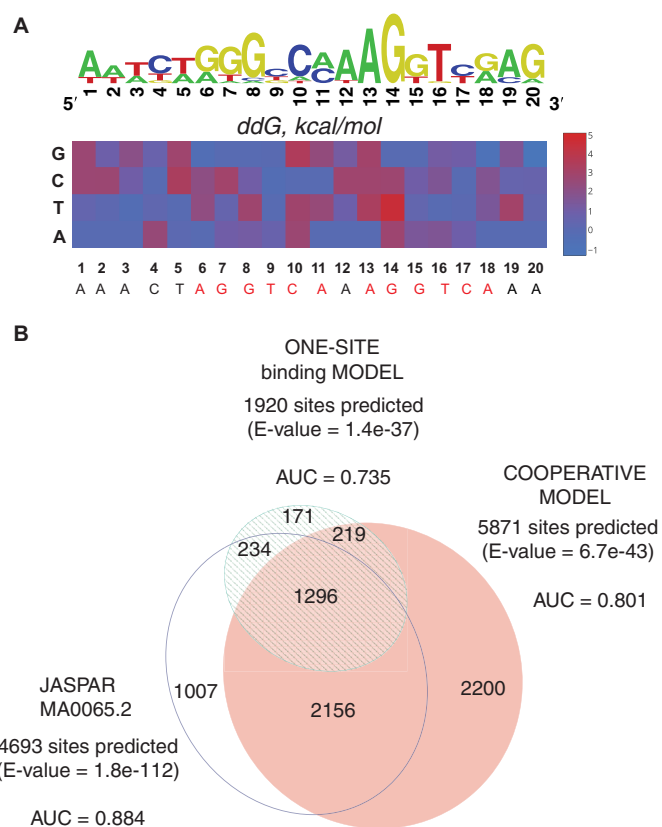 A
A A T C T G G G C C A A A G G T C G A G
1 2 3 4 5 6 7 8 9 10 11 12 13 14 15 16 17 18 19 20
5′ 3′
ddG, kcal/mol
G
C
T
A
5
4
3
2
1
0
−1
1 2 3 4 5 6 7 8 9 10 11 12 13 14 15 16 17 18 19 20
A A A C T A G G T C A A A G G T C A A A
B
ONE-SITE
binding MODEL
1920 sites predicted
(E-value = 1.4e-37)
AUC = 0.735
COOPERATIVE
MODEL
5871 sites predicted
(E-value = 6.7e-43)
AUC = 0.801
171
219
234
1296
1007
2156
2200
JASPAR
MA0065.2
4693 sites predicted
(E-value = 1.8e-112)
AUC = 0.884